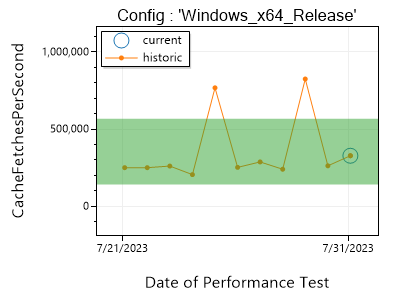 Config : 'Windows_x64_Release'
current
historic
1,000,000
500,000
0
CacheFetchesPerSecond
7/21/2023
7/31/2023
Date of Performance Test